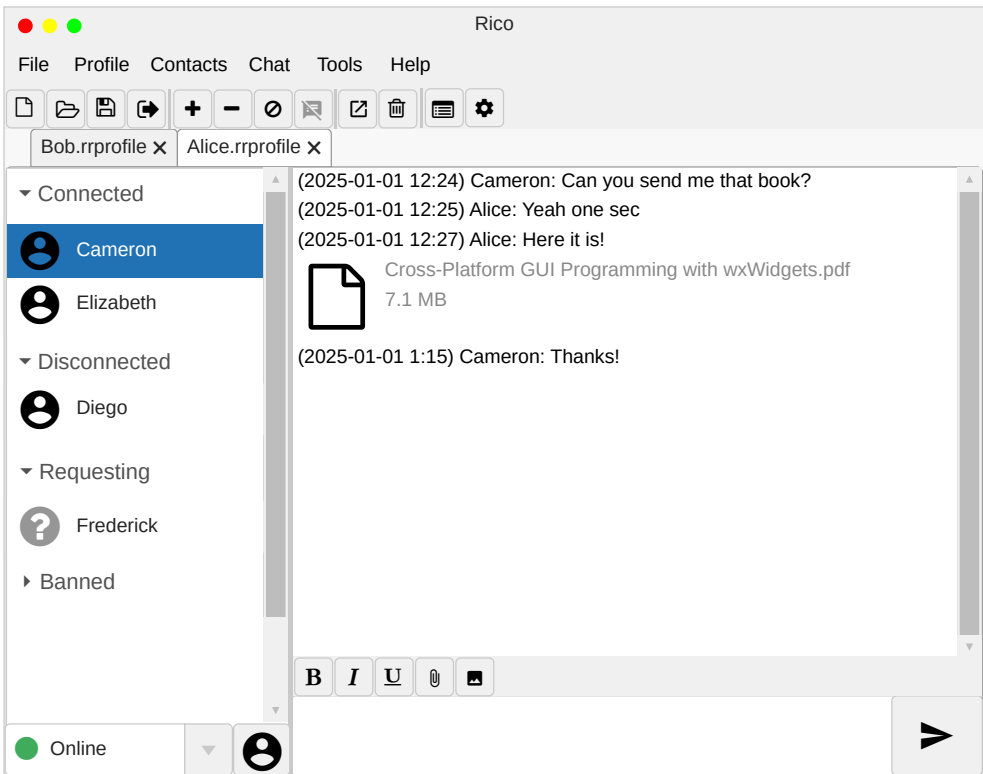 Rico
File Profile Contacts Chat Tools Help
Bob.rrprofile Alice.rrprofile
Connected
Cameron
Elizabeth
Disconnected
Diego
Requesting
Frederick
Banned
Online
(2025-01-01 12:24) Cameron: Can you send me that book?
(2025-01-01 12:25) Alice: Yeah one sec
(2025-01-01 12:27) Alice: Here it is!
Cross-Platform GUI Programming with wxWidgets.pdf
7.1 MB
(2025-01-01 1:15) Cameron: Thanks!
B I U